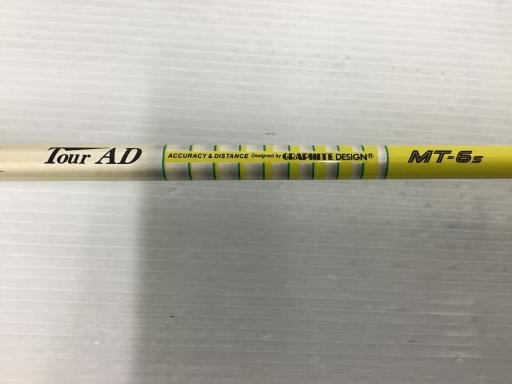 Tour AD ACCURACY & DISTANCE Designed by GRAPHITE DESIGN® MT-6s